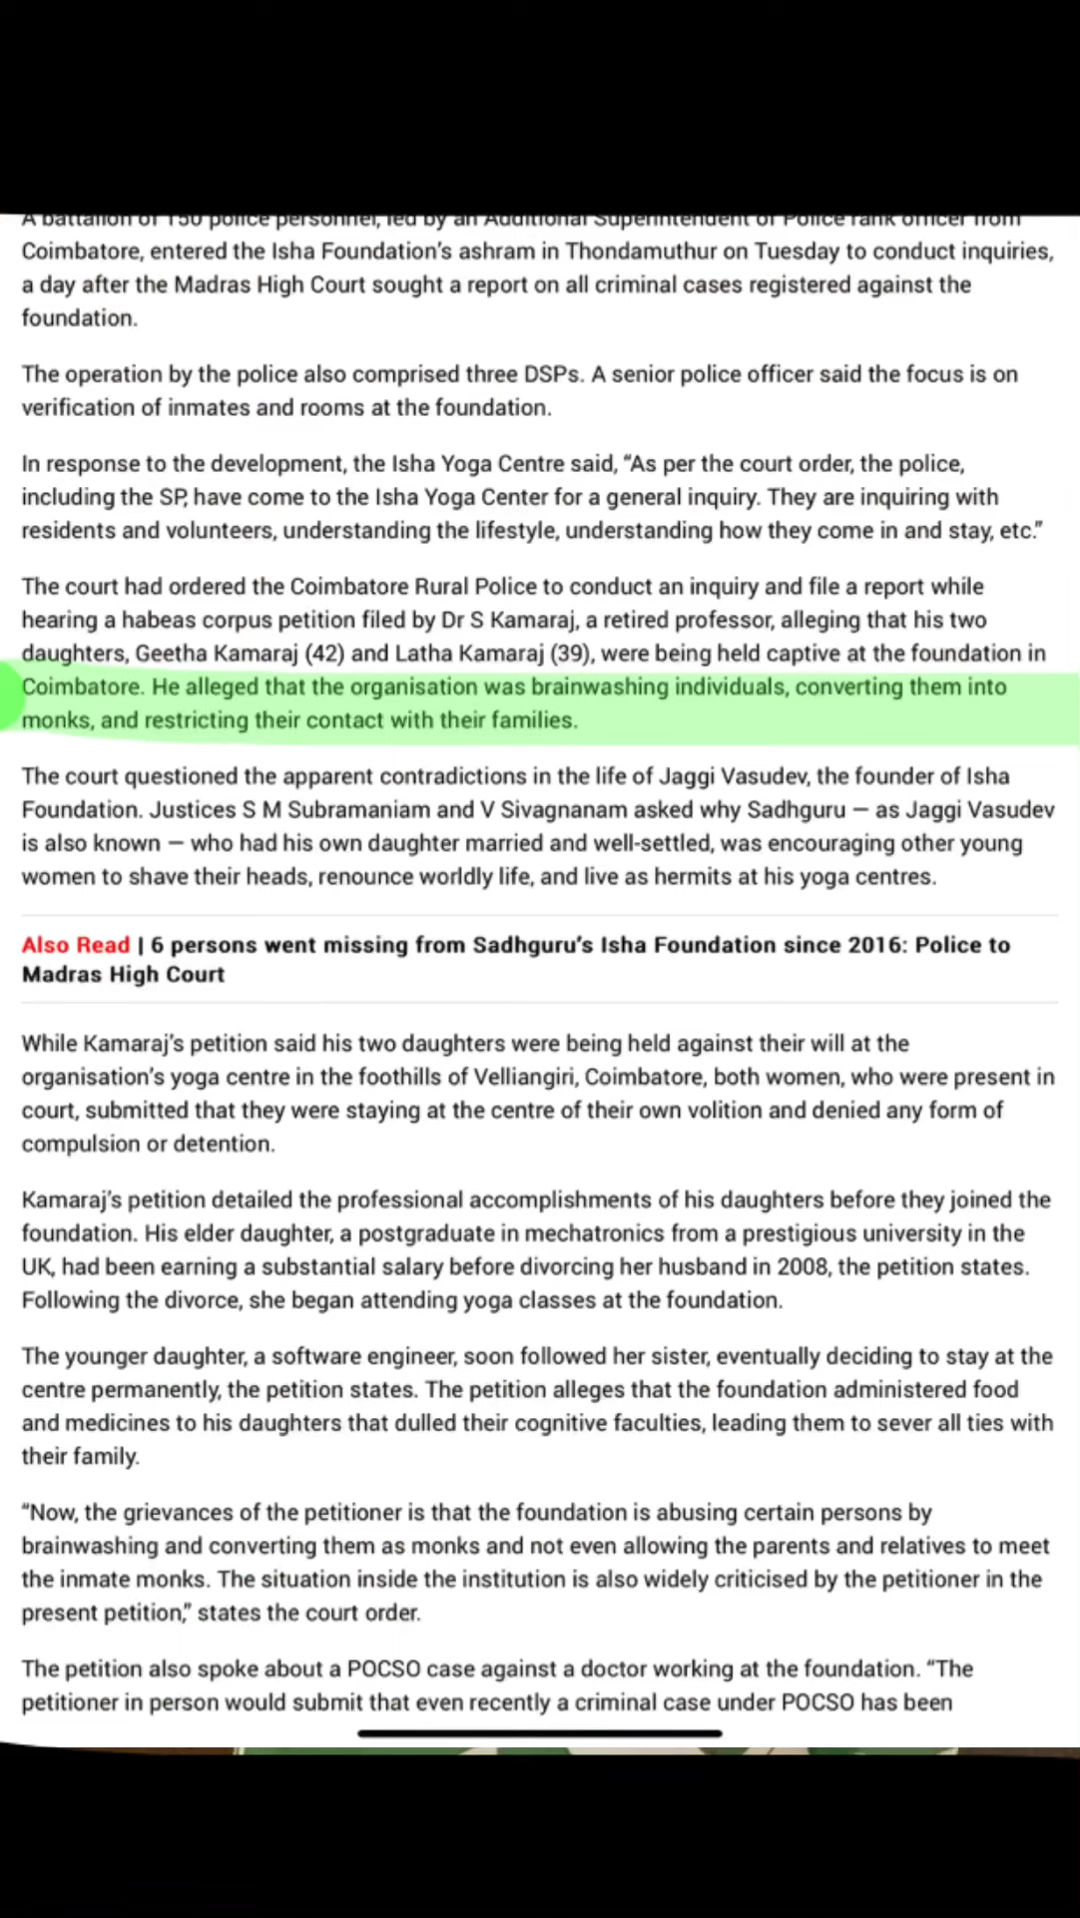 A battalion of 150 police personnel, led by an Additional Superintendent of Police rank officer from
Coimbatore, entered the Isha Foundation's ashram in Thondamuthur on Tuesday to conduct inquiries,
a day after the Madras High Court sought a report on all criminal cases registered against the
foundation.
The operation by the police also comprised three DSPs. A senior police officer said the focus is on
verification of inmates and rooms at the foundation.
In response to the development, the Isha Yoga Centre said, “As per the court order, the police,
including the SP, have come to the Isha Yoga Center for a general inquiry. They are inquiring with
residents and volunteers, understanding the lifestyle, understanding how they come in and stay, etc.”
The court had ordered the Coimbatore Rural Police to conduct an inquiry and file a report while
hearing a habeas corpus petition filed by Dr S Kamaraj, a retired professor, alleging that his two
daughters, Geetha Kamaraj (42) and Latha Kamaraj (39), were being held captive at the foundation in
Coimbatore. He alleged that the organisation was brainwashing individuals, converting them into
monks, and restricting their contact with their families.
The court questioned the apparent contradictions in the life of Jaggi Vasudev, the founder of Isha
Foundation. Justices S M Subramaniam and V Sivagnanam asked why Sadhguru — as Jaggi Vasudev
is also known — who had his own daughter married and well-settled, was encouraging other young
women to shave their heads, renounce worldly life, and live as hermits at his yoga centres.
Also Read | 6 persons went missing from Sadhguru's Isha Foundation since 2016: Police to
Madras High Court
While Kamaraj's petition said his two daughters were being held against their will at the
organisation's yoga centre in the foothills of Velliangiri, Coimbatore, both women, who were present in
court, submitted that they were staying at the centre of their own volition and denied any form of
compulsion or detention.
Kamaraj's petition detailed the professional accomplishments of his daughters before they joined the
foundation. His elder daughter, a postgraduate in mechatronics from a prestigious university in the
UK, had been earning a substantial salary before divorcing her husband in 2008, the petition states.
Following the divorce, she began attending yoga classes at the foundation.
The younger daughter, a software engineer, soon followed her sister, eventually deciding to stay at the
centre permanently, the petition states. The petition alleges that the foundation administered food
and medicines to his daughters that dulled their cognitive faculties, leading them to sever all ties with
their family.
“Now, the grievances of the petitioner is that the foundation is abusing certain persons by
brainwashing and converting them as monks and not even allowing the parents and relatives to meet
the inmate monks. The situation inside the institution is also widely criticised by the petitioner in the
present petition,” states the court order.
The petition also spoke about a POCSO case against a doctor working at the foundation. “The
petitioner in person would submit that even recently a criminal case under POCSO has been